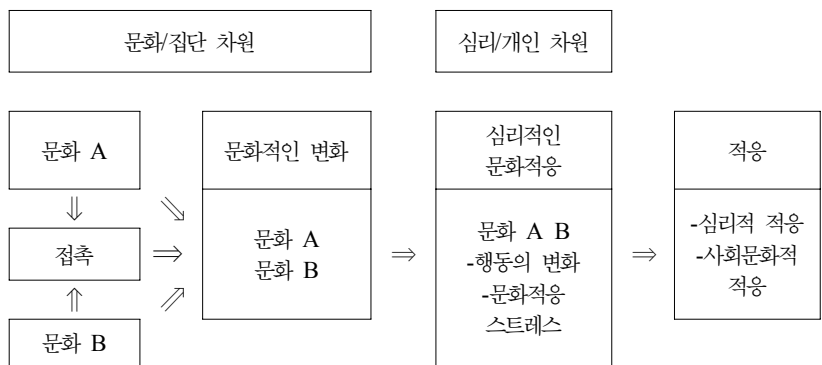 문화/집단 차원
심리/개인 차원
문화 A
⇓
접촉
⇑
문화 B
⇘
⇒
⇗
문화적인 변화
문화 A
문화 B
⇒
심리적인
문화적응
문화 A B
-행동의 변화
-문화적응
스트레스
⇒
적응
-심리적 적응
-사회문화적
적응